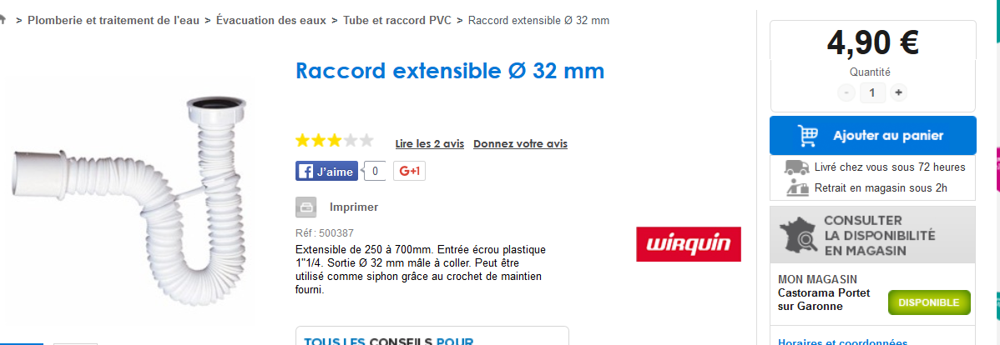 > Plomberie et traitement de l'eau > Évacuation des eaux > Tube et raccord PVC > Raccord extensible Ø 32 mm
4,90 €
Quantité
- 1 +
Raccord extensible Ø 32 mm
Ajouter au panier
Lire les 2 avis Donnez votre avis
Livré chez vous sous 72 heures
Retrait en magasin sous 2h
f J'aime 0 G+1
Imprimer
CONSULTER
LA DISPONIBILITÉ
EN MAGASIN
Réf : 500387
Extensible de 250 à 700mm. Entrée écrou plastique
1"1/4. Sortie Ø 32 mm mâle à coller. Peut être
utilisé comme siphon grâce au crochet de maintien
fourni.
wirquin
MON MAGASIN
Castorama Portet
sur Garonne
DISPONIBLE
TOUS LES CONSEILS POUR
Horaires et coordonnées